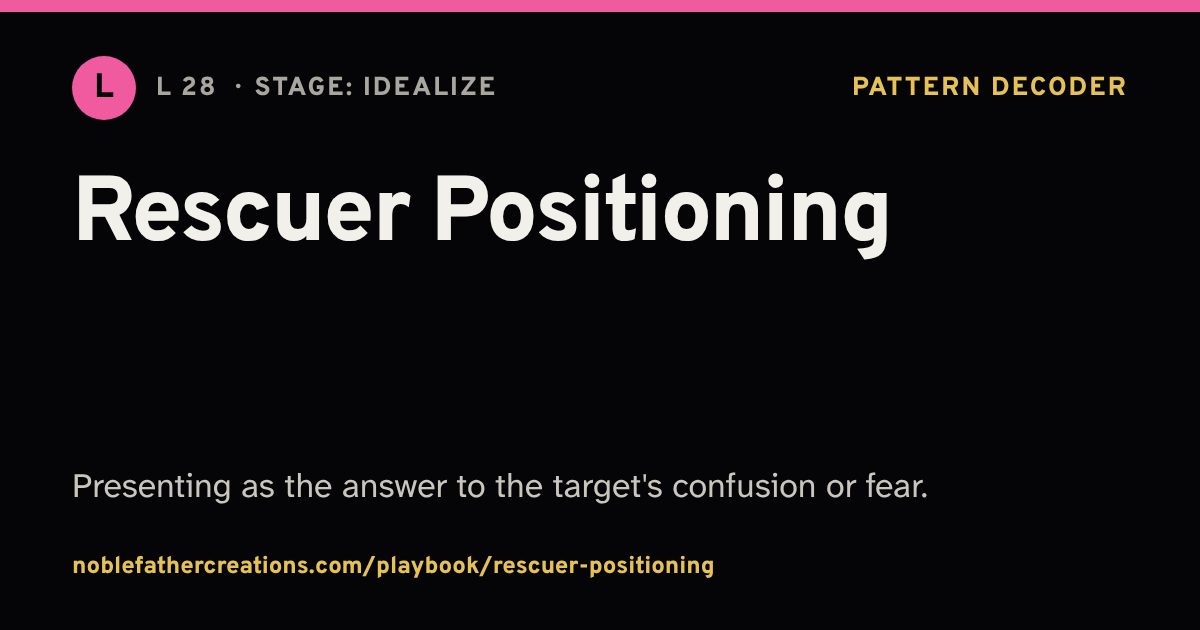 L
L 28 · STAGE: IDEALIZE
PATTERN DECODER
Rescuer Positioning
Presenting as the answer to the target's confusion or fear.
noblefathercreations.com/playbook/rescuer-positioning